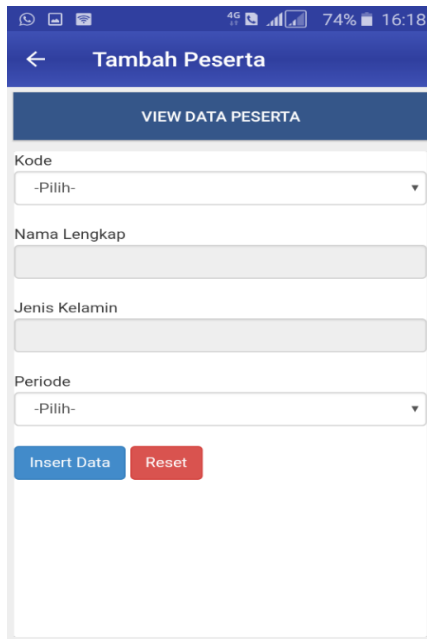 4G 74% 16:18
Tambah Peserta
VIEW DATA PESERTA
Kode
-Pilih-
Nama Lengkap
Jenis Kelamin
Periode
-Pilih-
Insert Data Reset